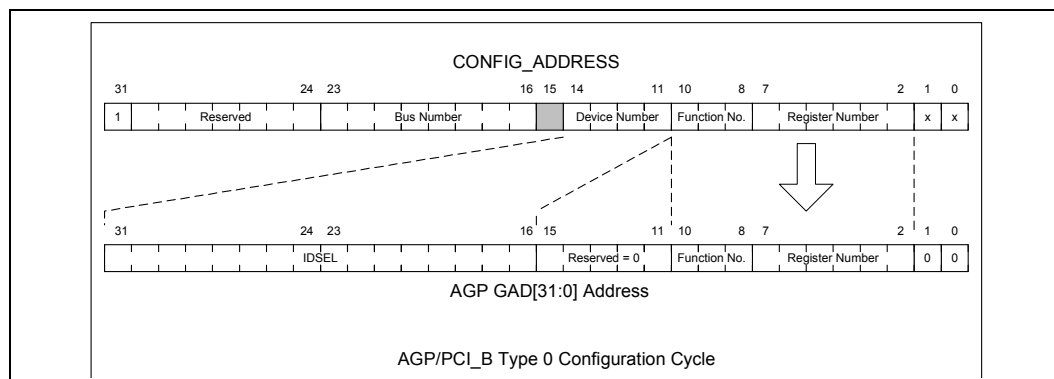 CONFIG_ADDRESS
31 24 23 16 15 14 11 10 8 7 2 1 0
1 Reserved Bus Number Device Number Function No. Register Number x x
31 24 23 16 15 11 10 8 7 2 1 0
IDSEL Reserved = 0 Function No. Register Number 0 0
AGP GAD[31:0] Address
AGP/PCI_B Type 0 Configuration Cycle